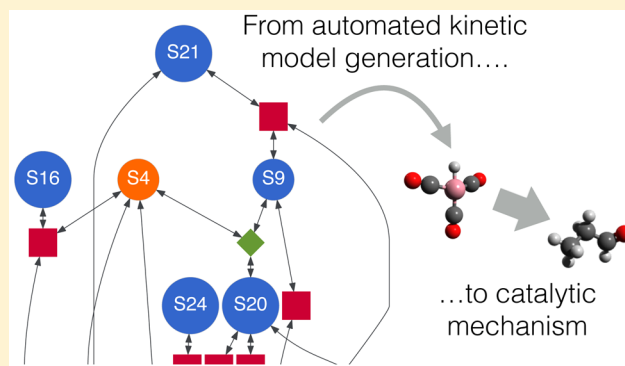 From automated kinetic
model generation....
S21
S16
S4
S9
S24
S20
...to catalytic
mechanism